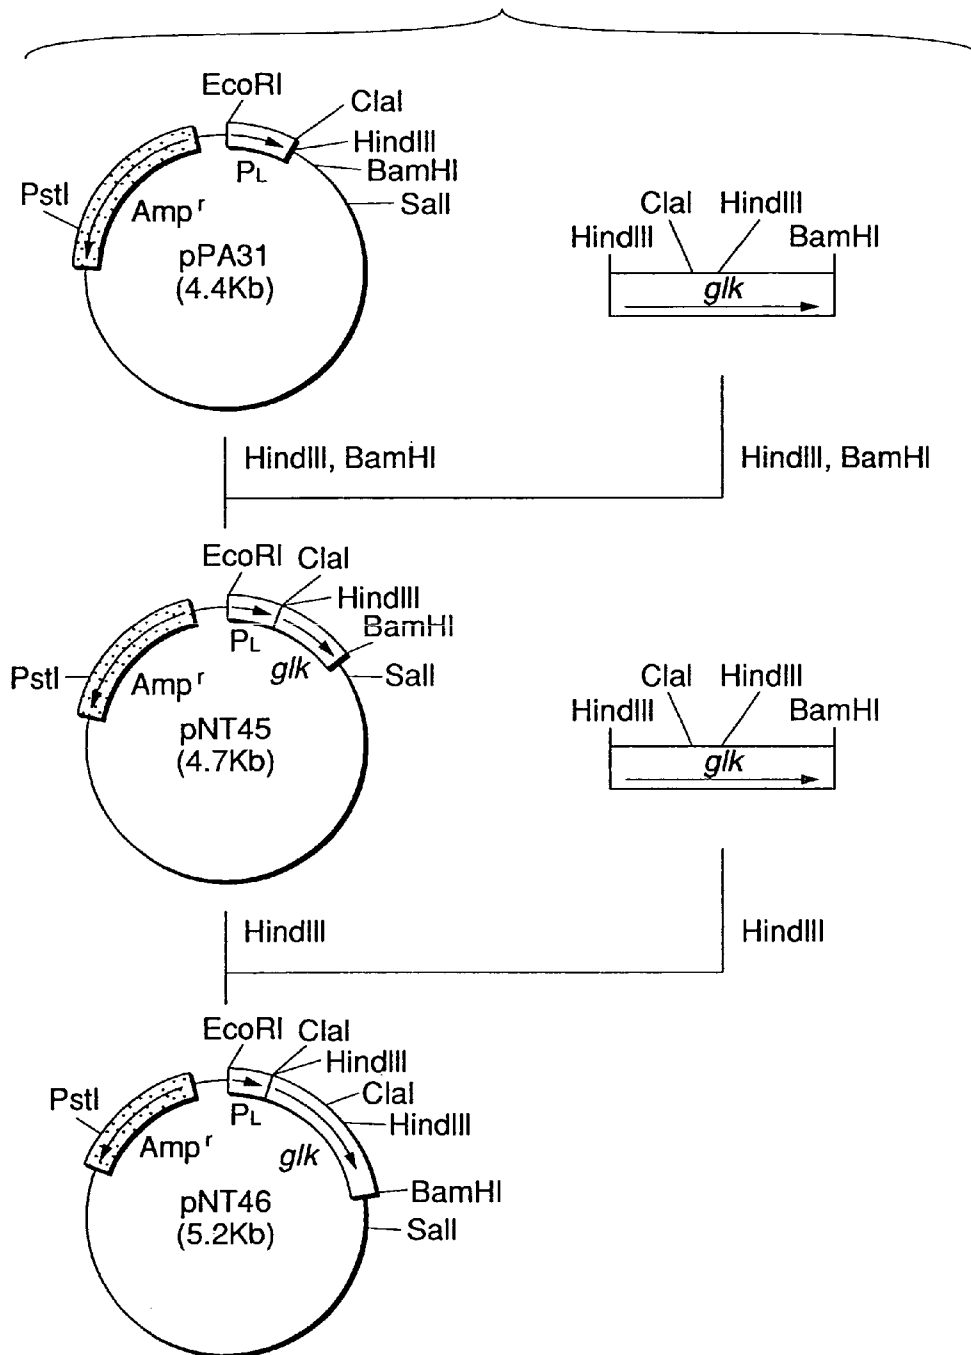 EcoRI
ClaI
HindIII
BamHI
SalI
PL
PstI
Amp r
pPA31
(4.4Kb)
ClaI HindIII
HindIII BamHI
glk
HindIII, BamHI
HindIII, BamHI
EcoRI ClaI
HindIII
BamHI
SalI
PL
glk
PstI
Amp r
pNT45
(4.7Kb)
ClaI HindIII
HindIII BamHI
glk
HindIII
HindIII
EcoRI ClaI
HindIII
ClaI
HindIII
PstI
PL
Amp r
glk
BamHI
SalI
pNT46
(5.2Kb)